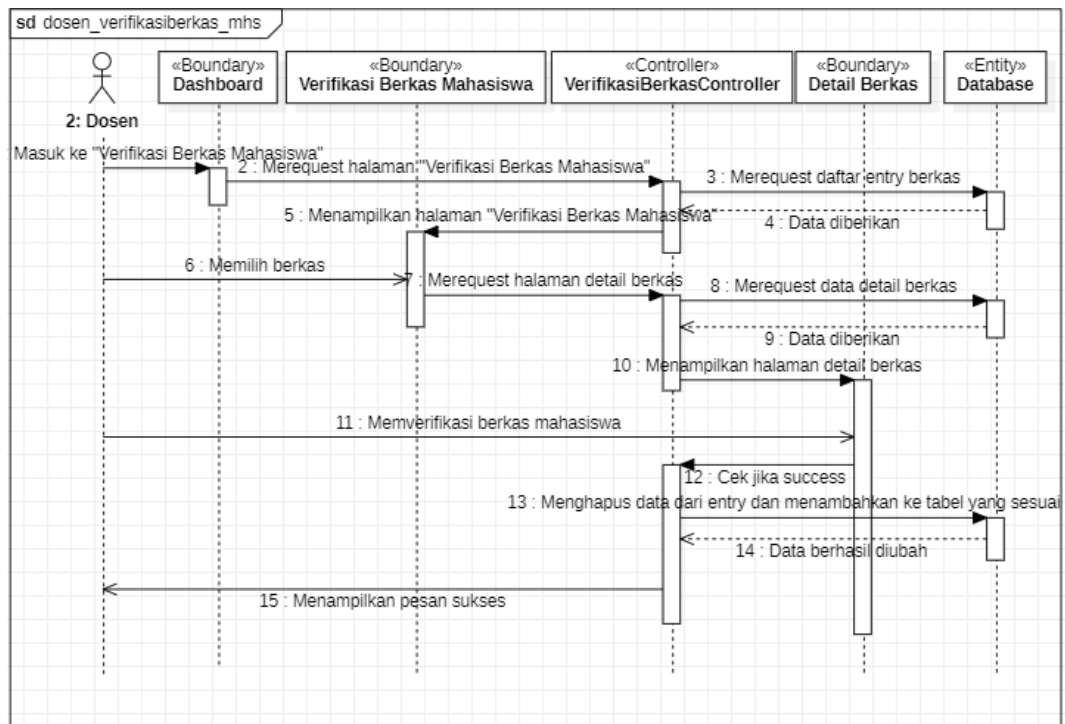 sd dosen_verifikasiberkas_mhs
«Boundary»
Dashboard
«Boundary»
Verifikasi Berkas Mahasiswa
«Controller»
VerifikasiBerkasController
«Boundary»
Detail Berkas
«Entity»
Database
2: Dosen
: Masuk ke "Verifikasi Berkas Mahasiswa"
2 : Merequest halaman "Verifikasi Berkas Mahasiswa"
3 : Merequest daftar entry berkas
4 : Data diberikan
5 : Menampilkan halaman "Verifikasi Berkas Mahasiswa"
6 : Memilih berkas
7 : Merequest halaman detail berkas
8 : Merequest data detail berkas
9 : Data diberikan
10 : Menampilkan halaman detail berkas
11 : Memverifikasi berkas mahasiswa
12 : Cek jika success
13 : Menghapus data dari entry dan menambahkan ke tabel yang sesuai
14 : Data berhasil diubah
15 : Menampilkan pesan sukses